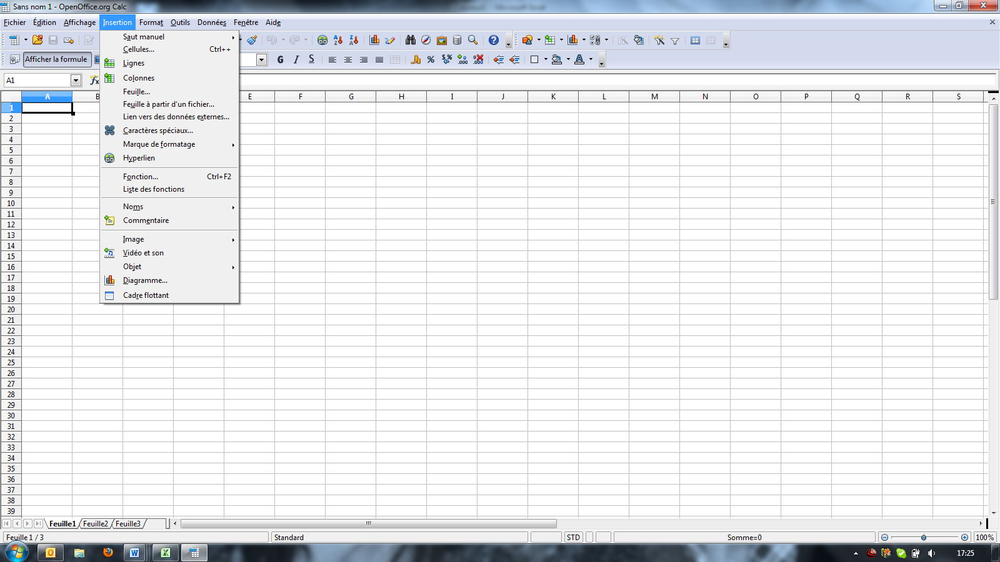 Sans nom 1 - OpenOffice.org Calc
Fichier Édition Affichage Insertion Format Outils Données Fenêtre Aide
Afficher la formule
G I S
A1
Saut manuel
Cellules... Ctrl++
Lignes
Colonnes
Feuille...
Feuille à partir d'un fichier...
Lien vers des données externes...
Caractères spéciaux...
Marque de formatage
Hyperlien
Fonction... Ctrl+F2
Liste des fonctions
Noms
Commentaire
Image
Vidéo et son
Objet
Diagramme...
Cadre flottant
A B E F G H I J K L M N O P Q R S
1
2
3
4
5
6
7
8
9
10
11
12
13
14
15
16
17
18
19
20
21
22
23
24
25
26
27
28
29
30
31
32
33
34
35
36
37
38
39
Feuille1 Feuille2 Feuille3
Feuille 1 / 3 Standard STD Somme=0 100%
17:25